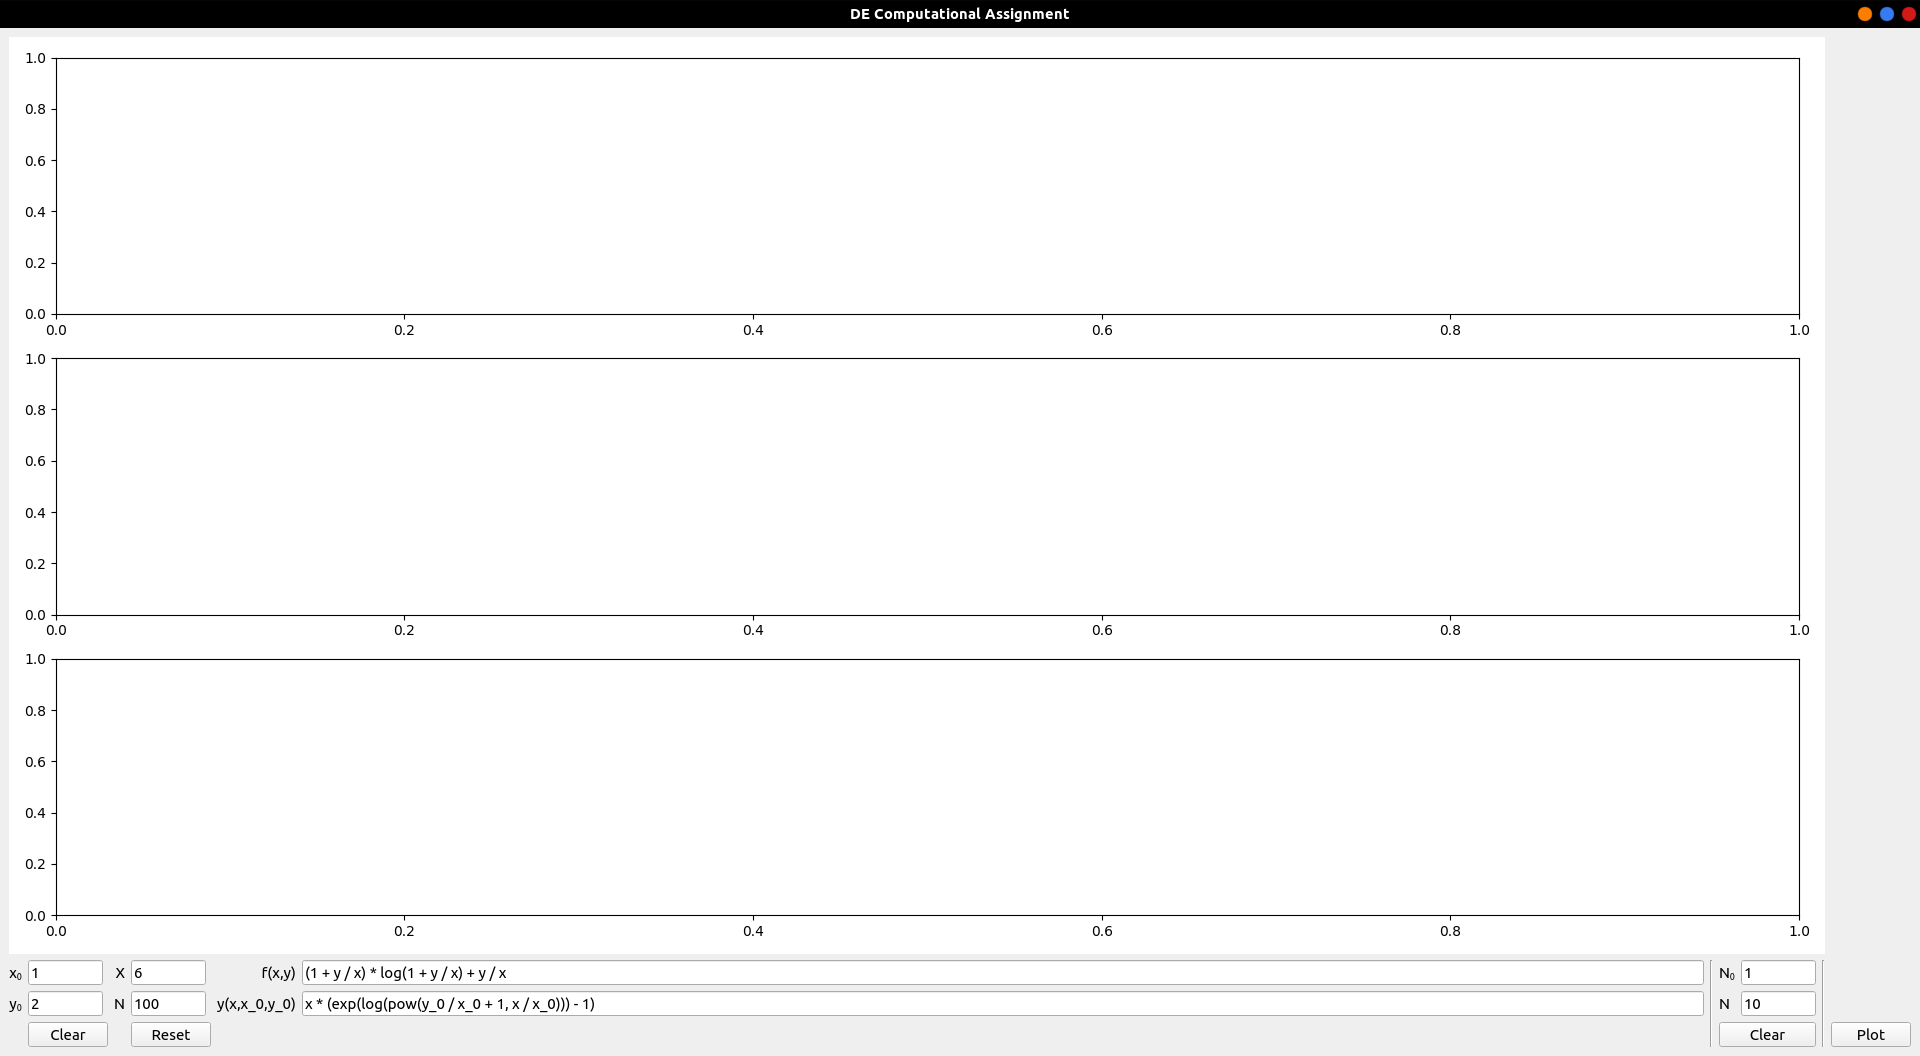 DE Computational Assignment
1.0
0.8
0.6
0.4
0.2
0.0
0.0 0.2 0.4 0.6 0.8 1.0
1.0
0.8
0.6
0.4
0.2
0.0
0.0 0.2 0.4 0.6 0.8 1.0
1.0
0.8
0.6
0.4
0.2
0.0
0.0 0.2 0.4 0.6 0.8 1.0
x₀ 1 X 6 f(x,y) (1 + y / x) * log(1 + y / x) + y / x N₀ 1
y₀ 2 N 100 y(x,x_0,y_0) x * (exp(log(pow(y_0 / x_0 + 1, x / x_0))) - 1) N 10
Clear Reset Clear Plot